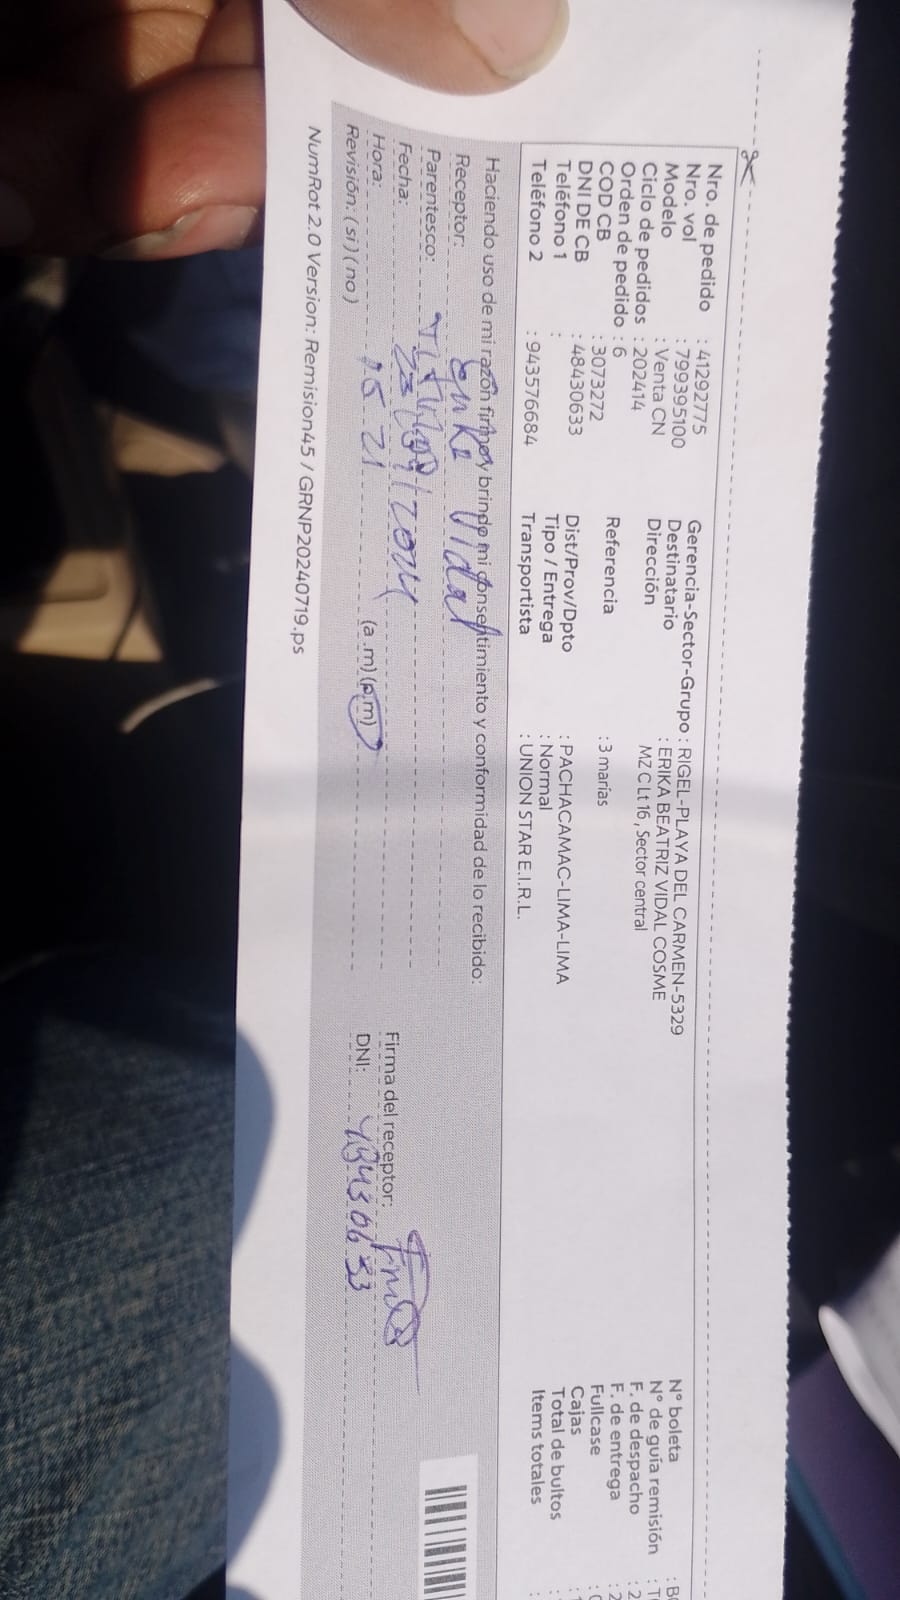 Nro. de pedido : 41292775
Nro. vol : 799395100
Modelo : Venta CN
Ciclo de pedidos : 202414
Orden de pedido : 6
COD CB : 3073272
DNI DE CB : 48430633
Teléfono 1 :
Teléfono 2 : 943576684
Gerencia-Sector-Grupo : RIGEL-PLAYA DEL CARMEN-5329
Destinatario : ERIKA BEATRIZ VIDAL COSME
Dirección MZ C Lt 16 , Sector central
Referencia : 3 marías
Dist/Prov/Dpto : PACHACAMAC-LIMA-LIMA
Tipo / Entrega : Normal
Transportista : UNION STAR E.I.R.L.
N° boleta : B
N° de guía remisión : T
F. de despacho : 2
F. de entrega : 2
Fullcase
Cajas
Total de bultos
Items totales :
Haciendo uso de mi razón firmo y brindo mi consentimiento y conformidad de lo recibido:
Receptor: Vidal
Parentesco: Titular
Fecha: 23/09/2024
Hora: 15 21 (a.m) (p.m)
Revisión: ( si ) ( no )
Firma del receptor:
DNI: 48430633
NumRot 2.0 Version: Remision45 / GRNP20240719.ps